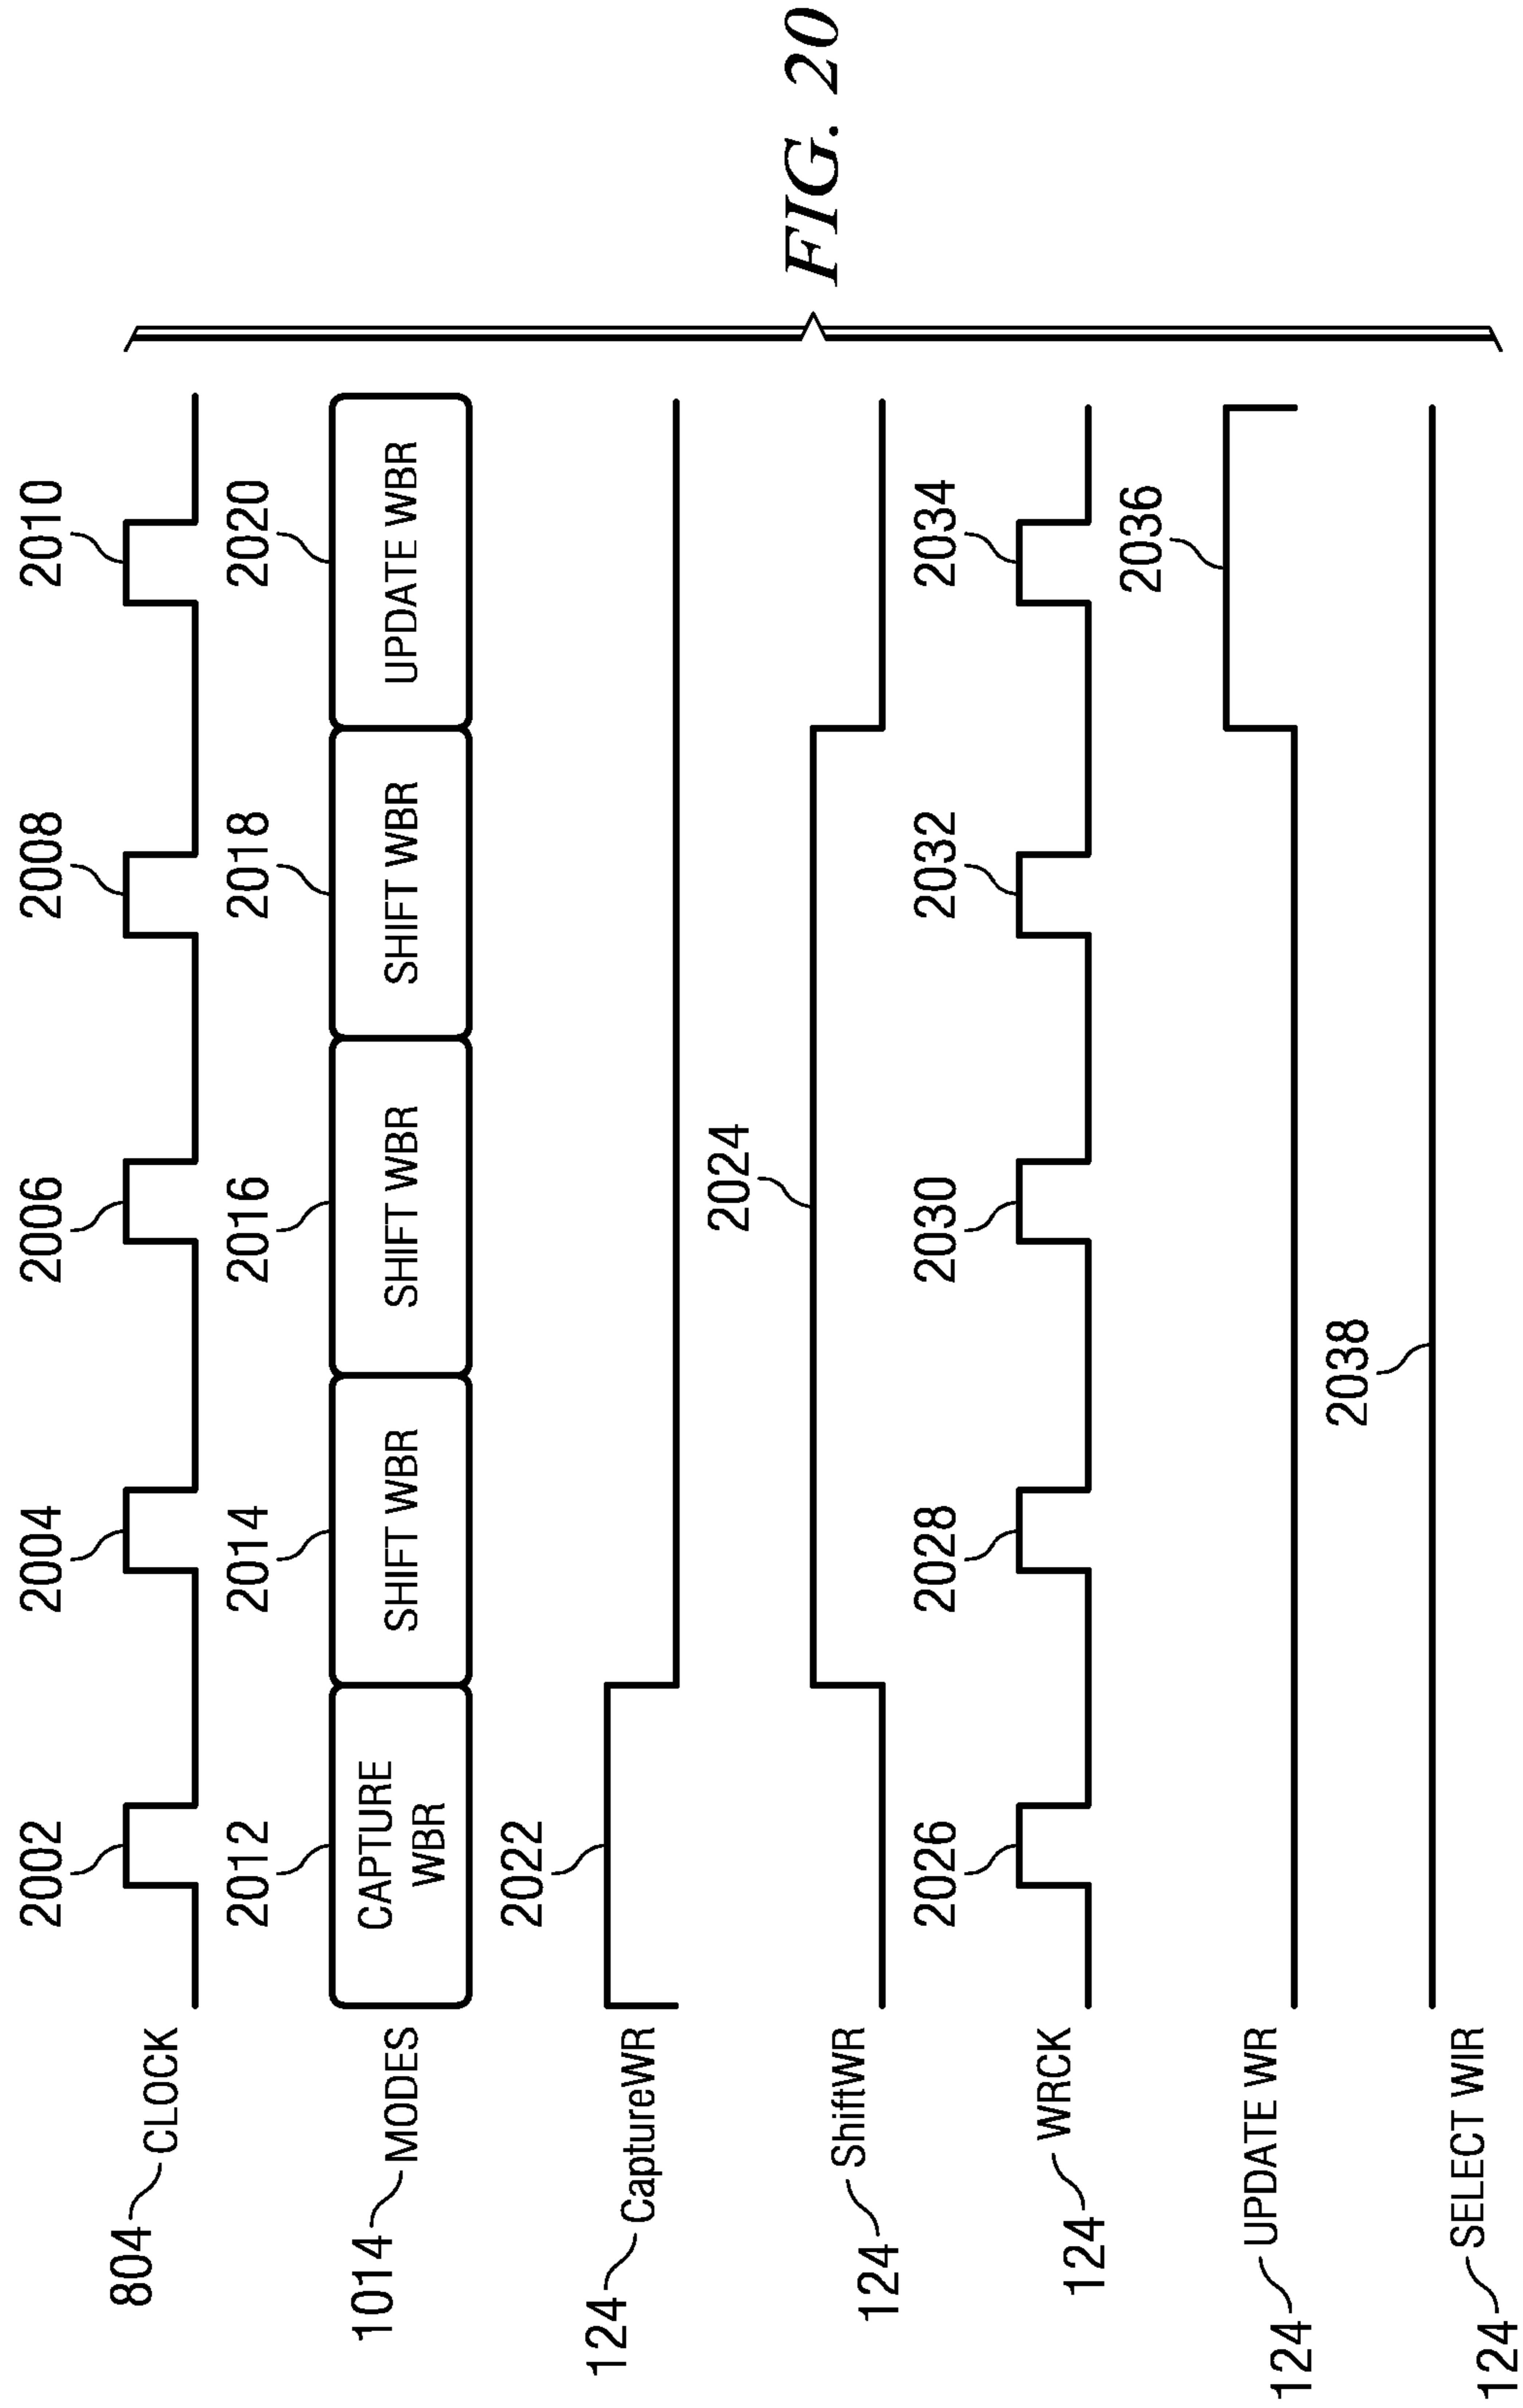 2002 2004 2006 2008 2010
804 CLOCK
2012 2014 2016 2018 2020
1014 MODES
CAPTURE
WBR
SHIFT WBR
SHIFT WBR
SHIFT WBR
UPDATE WBR
2022
124 CaptureWR
2024
124 ShiftWR
2026 2028 2030 2032 2034
124 WRCK
2036
124 UPDATE WR
2038
124 SELECT WIR
FIG. 20